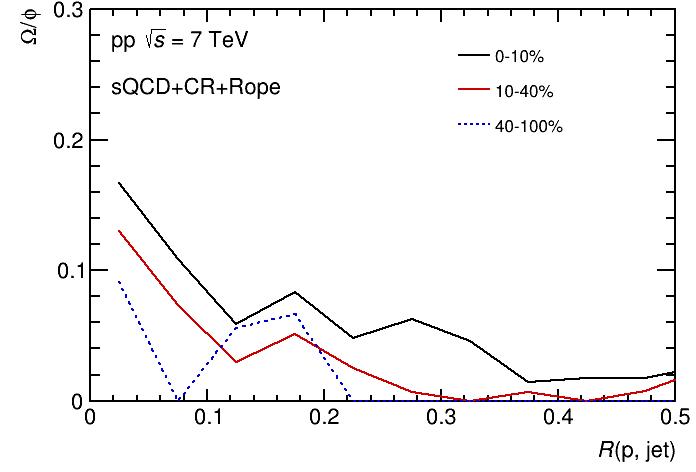 Ω/ϕ
0.3
0.2
0.1
0
pp √s = 7 TeV
sQCD+CR+Rope
0-10%
10-40%
40-100%
0 0.1 0.2 0.3 0.4 0.5
R(p, jet)